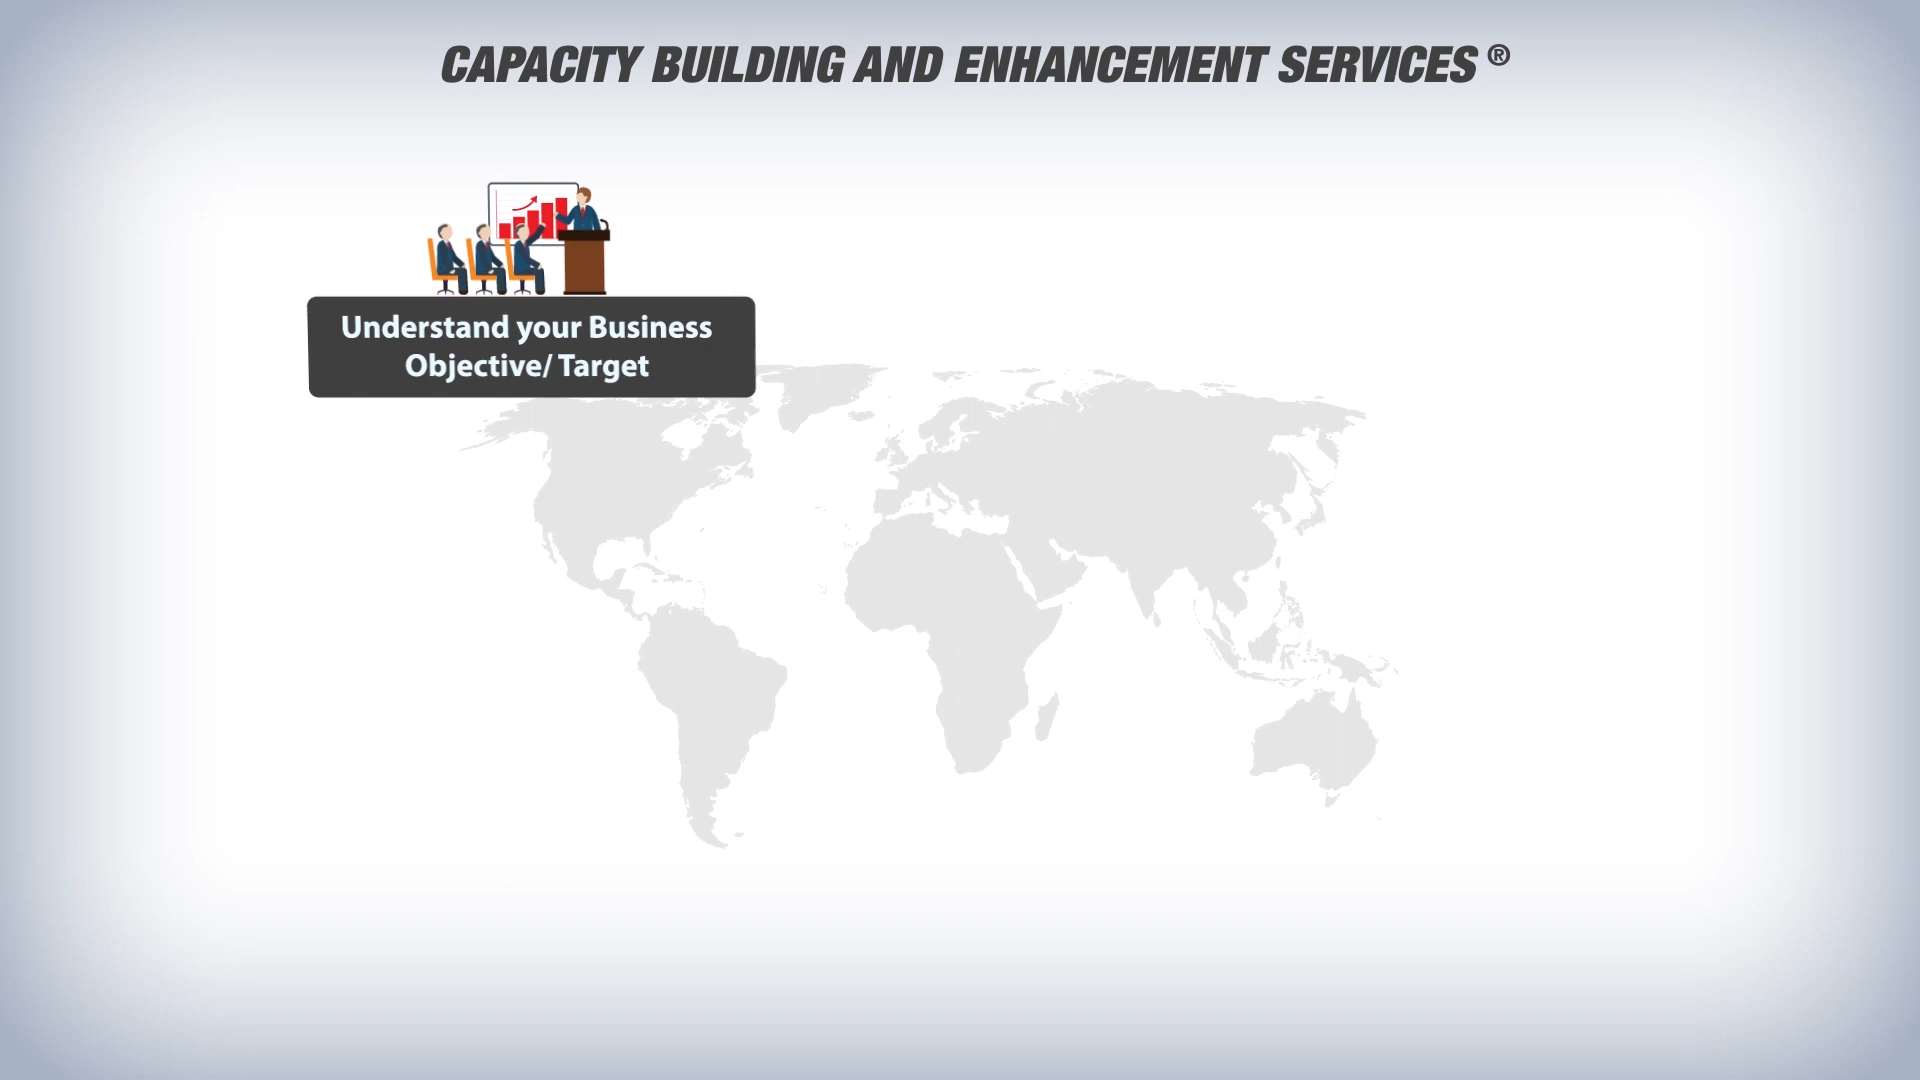 CAPACITY BUILDING AND ENHANCEMENT SERVICES ®
Understand your Business
Objective/ Target